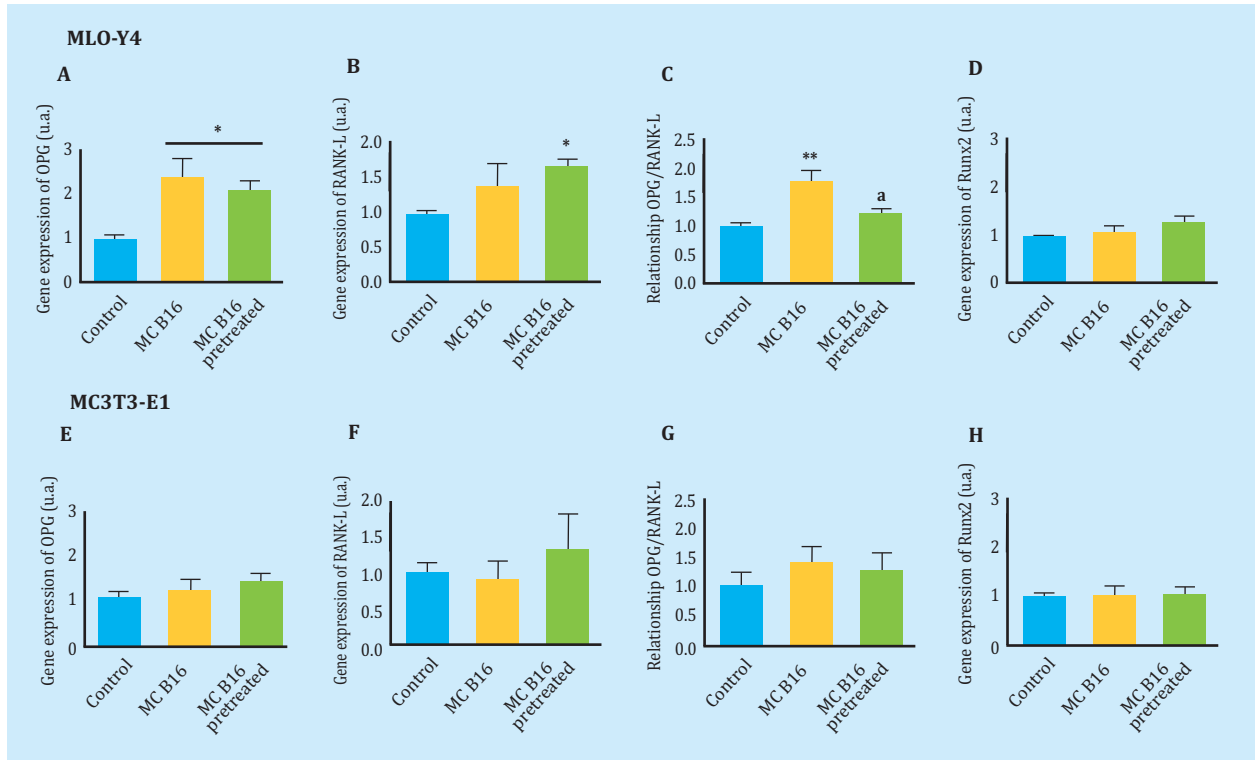 MLO-Y4
A
Gene expression of OPG (u.a.)
3
2
1
0
*
Control
MC B16
MC B16
pretreated
B
Gene expression of RANK-L (u.a.)
2.0
1.5
1.0
0.5
0.0
*
Control
MC B16
MC B16
pretreated
C
Relationship OPG/RANK-L
2.5
2.0
1.5
1.0
0.5
0.0
**
a
Control
MC B16
MC B16
pretreated
D
Gene expression of Runx2 (u.a.)
3
2
1
0
Control
MC B16
MC B16
pretreated
MC3T3-E1
E
Gene expression of OPG (u.a.)
3
2
1
0
Control
MC B16
MC B16
pretreated
F
Gene expression of RANK-L (u.a.)
2.0
1.5
1.0
0.5
0.0
Control
MC B16
MC B16
pretreated
G
Relationship OPG/RANK-L
2.5
2.0
1.5
1.0
0.5
0.0
Control
MC B16
MC B16
pretreated
H
Gene expression of Runx2 (u.a.)
3
2
1
0
Control
MC B16
MC B16
pretreated